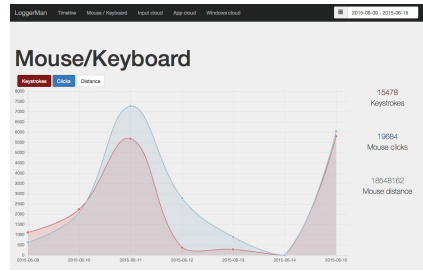 LoggerMan Timeline Mouse / Keyboard Input cloud App cloud Windows cloud 2015-06-09 - 2015-06-15
Mouse/Keyboard
Keystrokes Clicks Distance
15478
Keystrokes
19684
Mouse clicks
18548162
Mouse distance
8000
7500
7000
6500
6000
5500
5000
4500
4000
3500
3000
2500
2000
1500
1000
500
0
2015-06-09 2015-06-10 2015-06-11 2015-06-12 2015-06-13 2015-06-14 2015-06-15